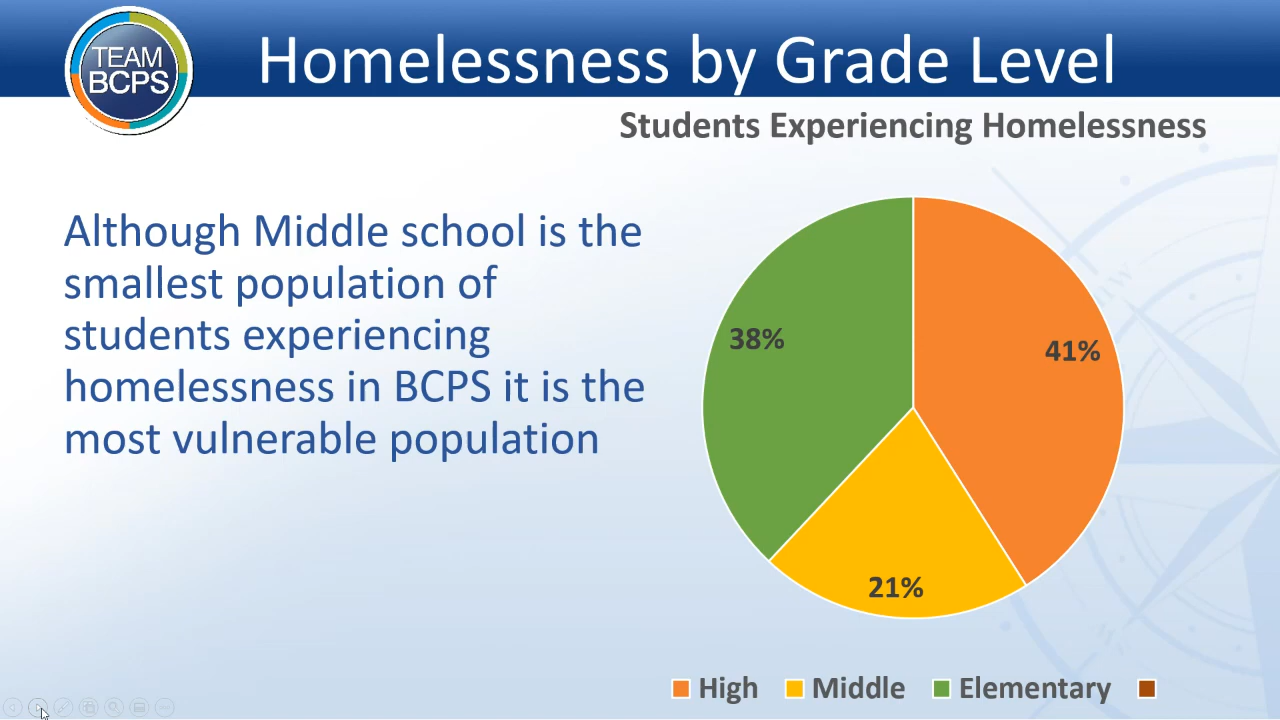 TEAM
BCPS
Homelessness by Grade Level
Students Experiencing Homelessness
Although Middle school is the
smallest population of
students experiencing
homelessness in BCPS it is the
most vulnerable population
38%
41%
21%
High Middle Elementary